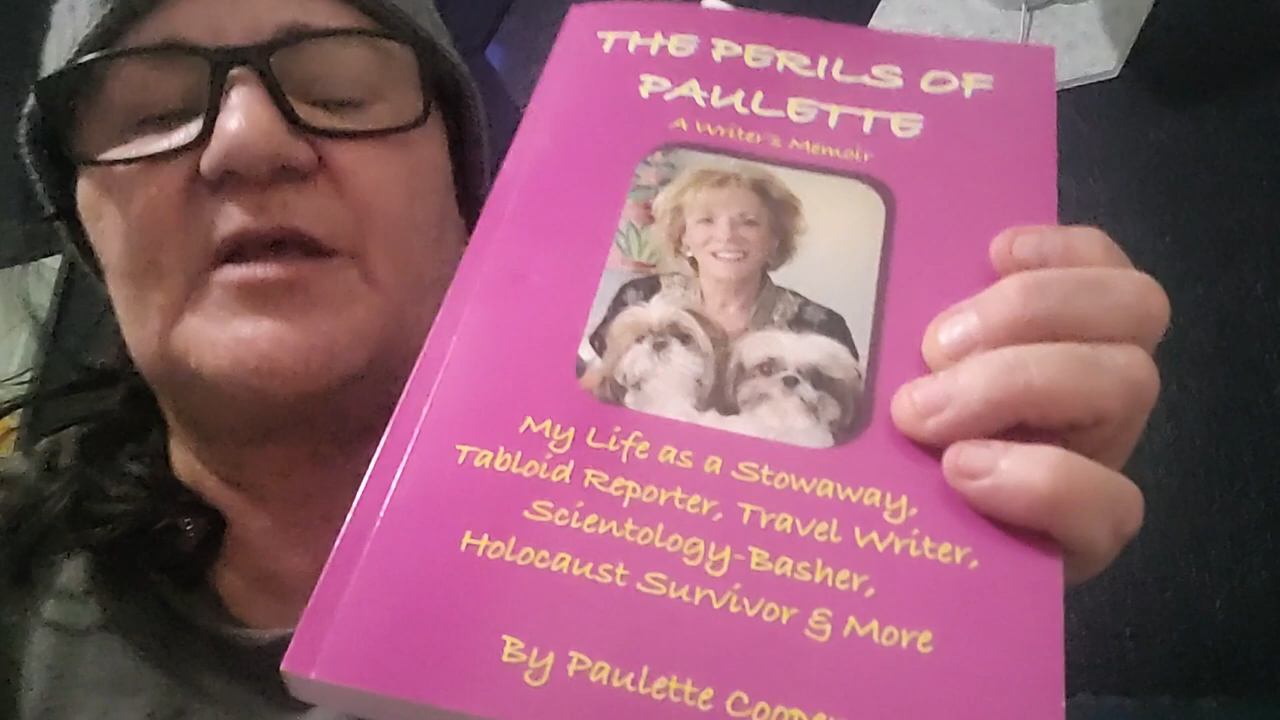 THE PERILS OF
PAULETTE
A Writer's Memoir
My Life as a Stowaway,
Tabloid Reporter, Travel Writer,
Scientology-Basher,
Holocaust Survivor & More
By Paulette Cooper